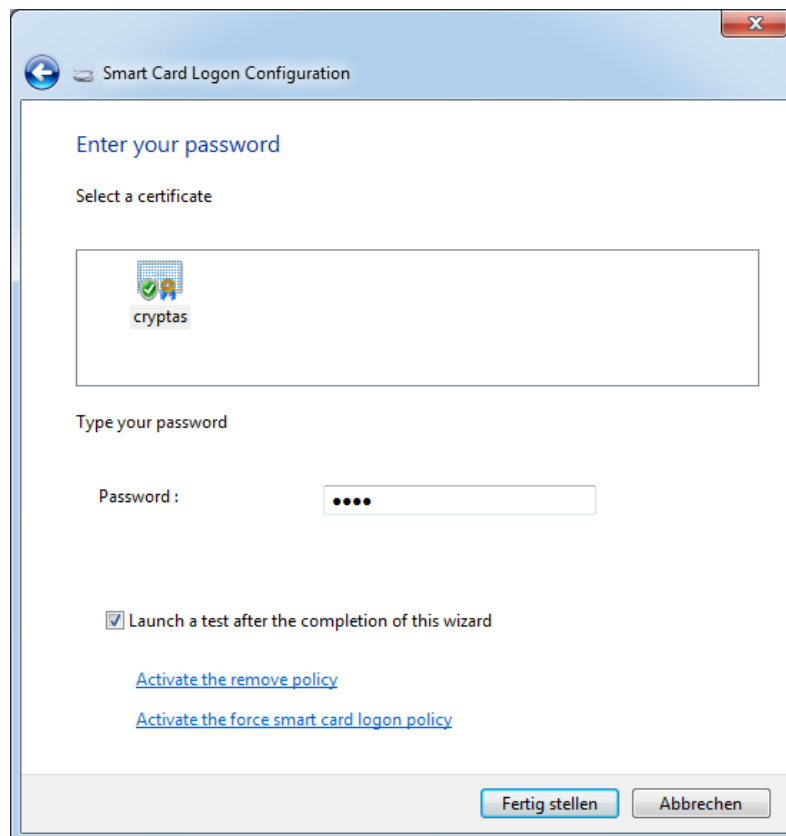 Smart Card Logon Configuration
Enter your password
Select a certificate
cryptas
Type your password
Password :
••••
Launch a test after the completion of this wizard
Activate the remove policy
Activate the force smart card logon policy
Fertig stellen
Abbrechen